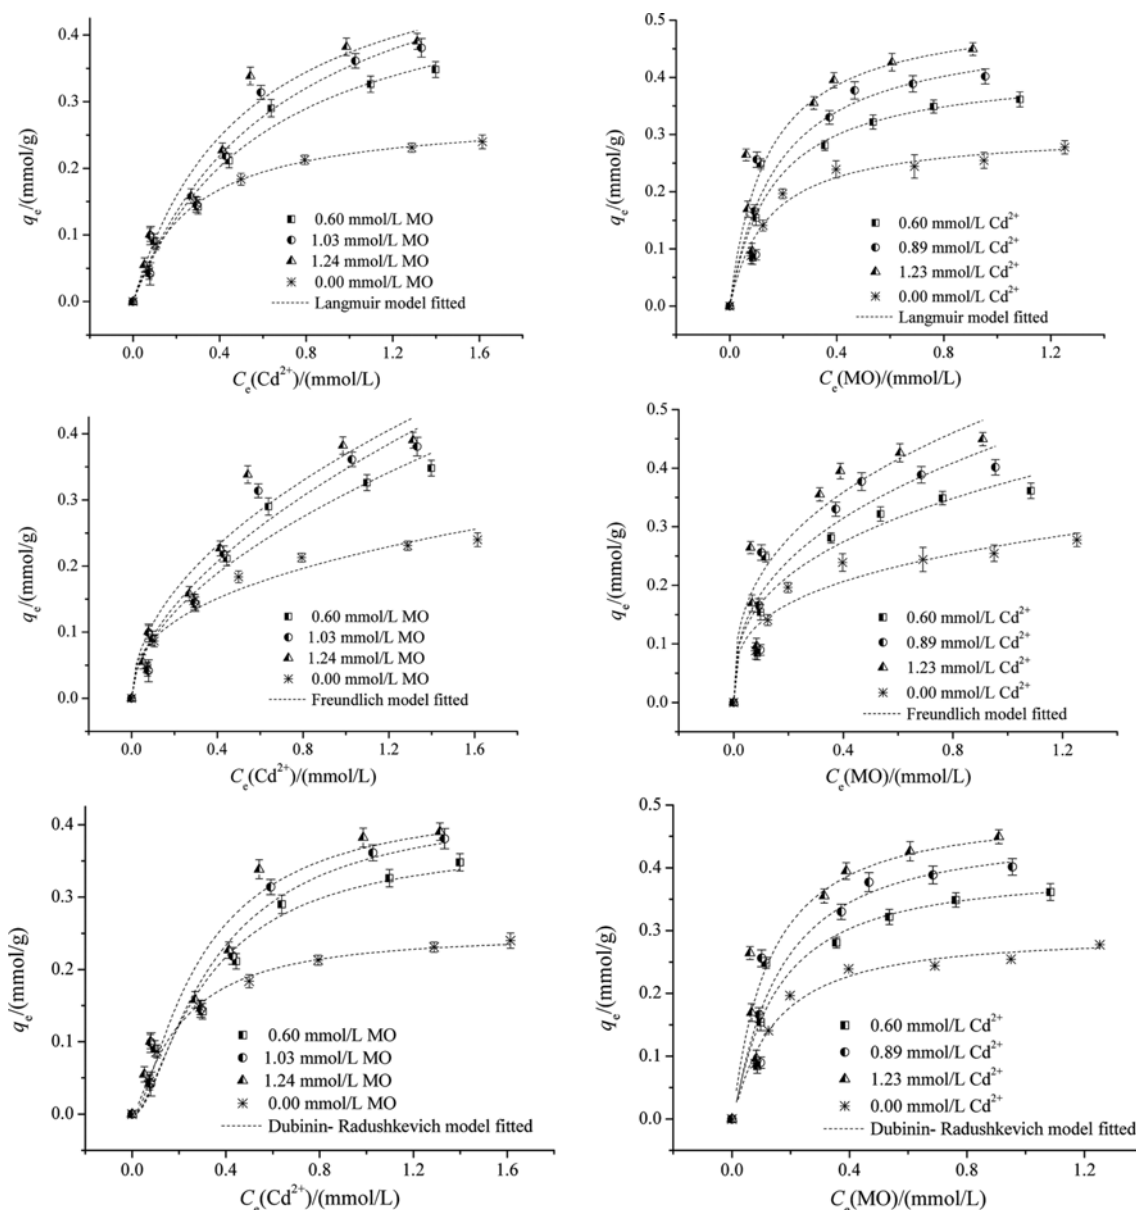 0.4
0.3
0.2
0.1
0.0
qe/(mmol/g)
0.60 mmol/L MO
1.03 mmol/L MO
1.24 mmol/L MO
0.00 mmol/L MO
Langmuir model fitted
0.0 0.4 0.8 1.2 1.6
Ce(Cd²⁺)/(mmol/L)
0.5
0.4
0.3
0.2
0.1
0.0
qe/(mmol/g)
0.60 mmol/L Cd²⁺
0.89 mmol/L Cd²⁺
1.23 mmol/L Cd²⁺
0.00 mmol/L Cd²⁺
Langmuir model fitted
0.0 0.4 0.8 1.2
Ce(MO)/(mmol/L)
0.4
0.3
0.2
0.1
0.0
qe/(mmol/g)
0.60 mmol/L MO
1.03 mmol/L MO
1.24 mmol/L MO
0.00 mmol/L MO
Freundlich model fitted
0.0 0.4 0.8 1.2 1.6
Ce(Cd²⁺)/(mmol/L)
0.5
0.4
0.3
0.2
0.1
0.0
qe/(mmol/g)
0.60 mmol/L Cd²⁺
0.89 mmol/L Cd²⁺
1.23 mmol/L Cd²⁺
0.00 mmol/L Cd²⁺
Freundlich model fitted
0.0 0.4 0.8 1.2
Ce(MO)/(mmol/L)
0.4
0.3
0.2
0.1
0.0
qe/(mmol/g)
0.60 mmol/L MO
1.03 mmol/L MO
1.24 mmol/L MO
0.00 mmol/L MO
Dubinin- Radushkevich model fitted
0.0 0.4 0.8 1.2 1.6
Ce(Cd²⁺)/(mmol/L)
0.5
0.4
0.3
0.2
0.1
0.0
qe/(mmol/g)
0.60 mmol/L Cd²⁺
0.89 mmol/L Cd²⁺
1.23 mmol/L Cd²⁺
0.00 mmol/L Cd²⁺
Dubinin- Radushkevich model fitted
0.0 0.4 0.8 1.2
Ce(MO)/(mmol/L)